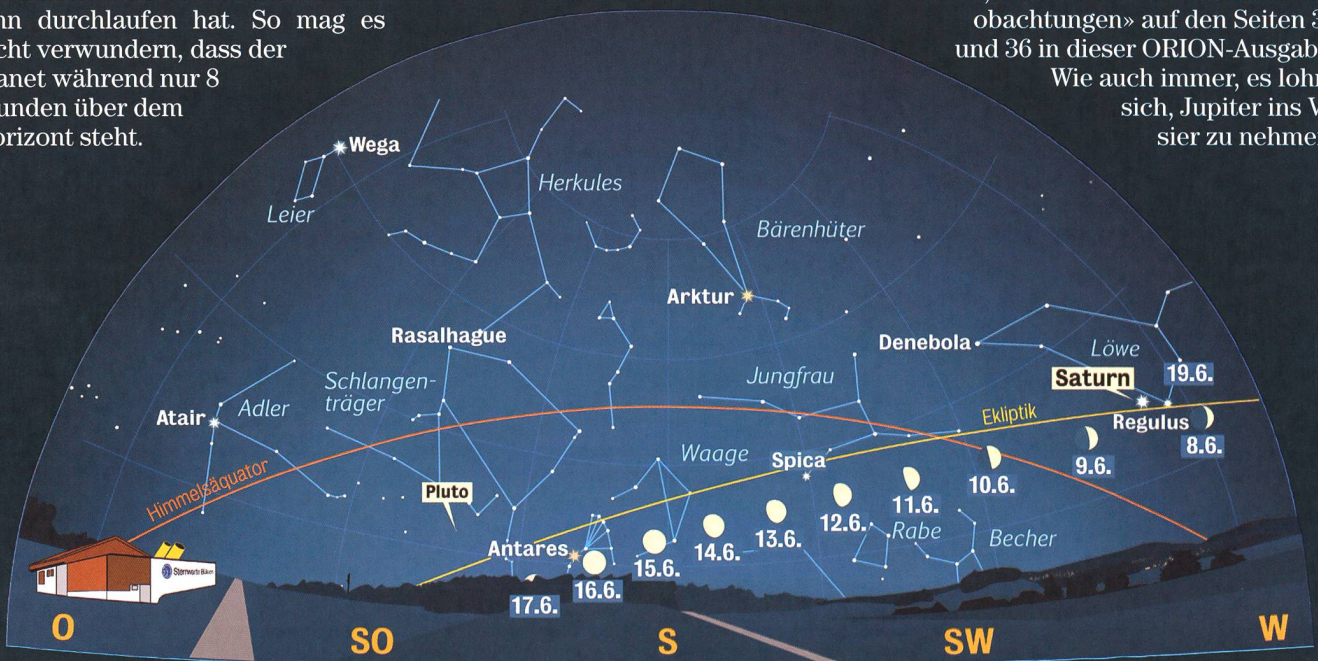 nn durchlaufen hat. So mag es
cht verwundern, dass der
anet während nur 8
unden über dem
orizont steht.
obachtungen» auf den Seiten 3
und 36 in dieser ORION-Ausgab
Wie auch immer, es lohn
sich, Jupiter ins
sier zu nehmen
Wega
Leier
Herkules
Bärenhüter
Arktur
Rasalhague
Denebola
Löwe
Schlangen-
träger
Jungfrau
Saturn
19.6.
Atair
Adler
Ekliptik
Regulus
8.6.
Himmelsäquator
Waage
Spica
9.6.
Pluto
10.6.
11.6.
12.6.
13.6.
14.6.
15.6.
Rabe
Becher
Antares
16.6.
17.6.
Sternwarte Bülach
O
SO
S
SW
W